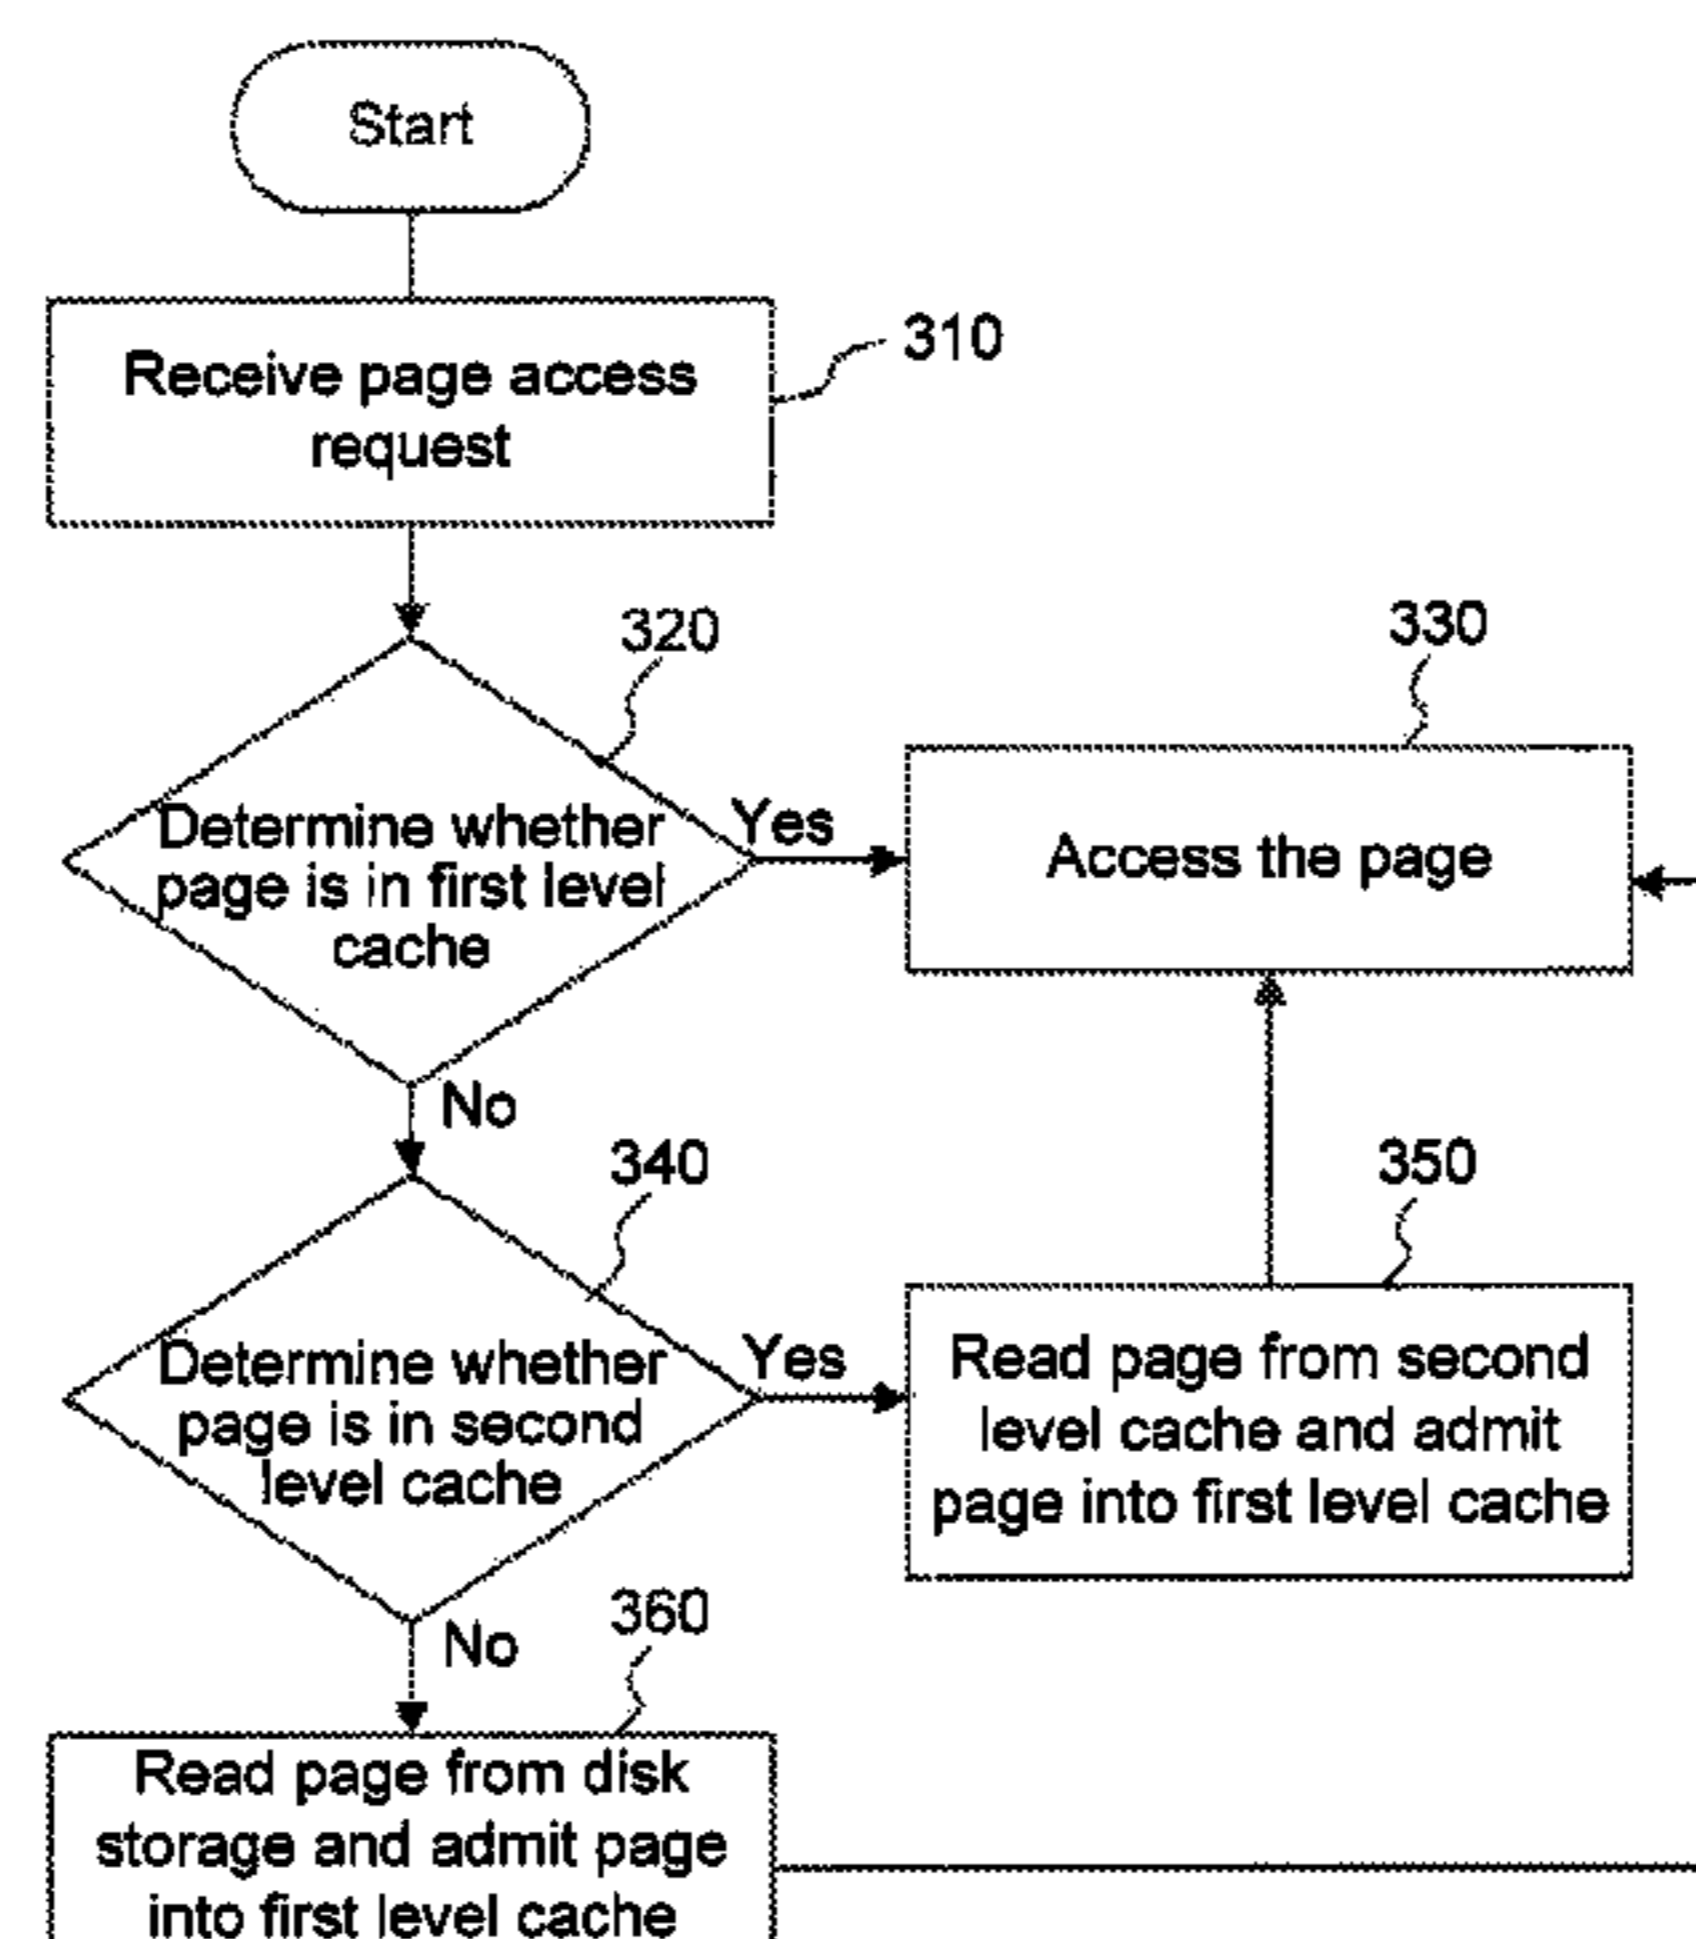 Start
Receive page access
request
310
320
330
Determine whether
page is in first level
cache
Yes
Access the page
No
340
350
Determine whether
page is in second
level cache
Yes
Read page from second
level cache and admit
page into first level cache
No
360
Read page from disk
storage and admit page
into first level cache